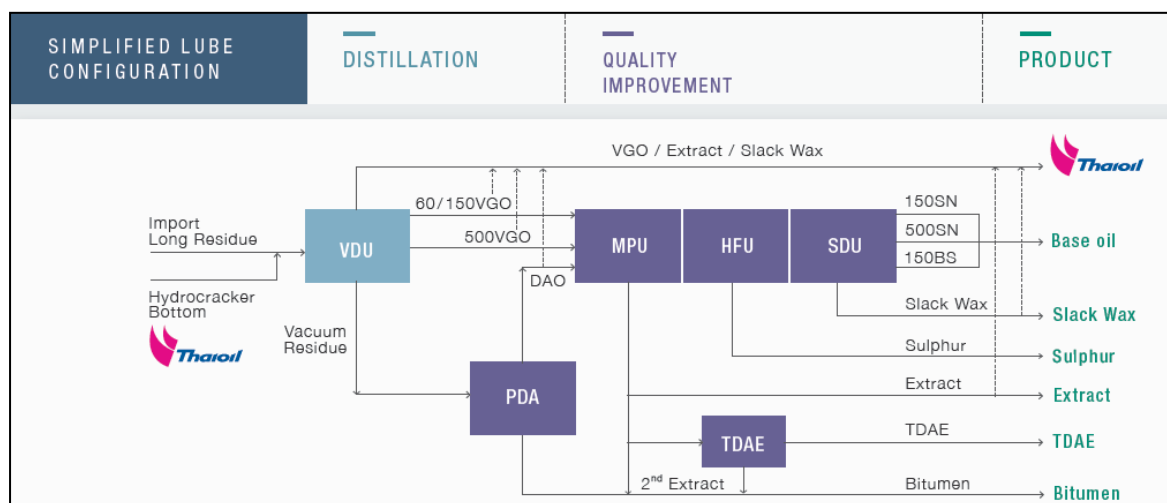 SIMPLIFIED LUBE
CONFIGURATION
DISTILLATION
QUALITY
IMPROVEMENT
PRODUCT
VGO / Extract / Slack Wax
Thaioil
60/150VGO
150SN
Import
Long Residue
VDU
500VGO
MPU
HFU
SDU
500SN
Base oil
150BS
DAO
Hydrocracker
Bottom
Thaioil
Vacuum
Residue
Slack Wax
Slack Wax
Sulphur
Sulphur
PDA
Extract
Extract
TDAE
TDAE
TDAE
2nd Extract
Bitumen
Bitumen